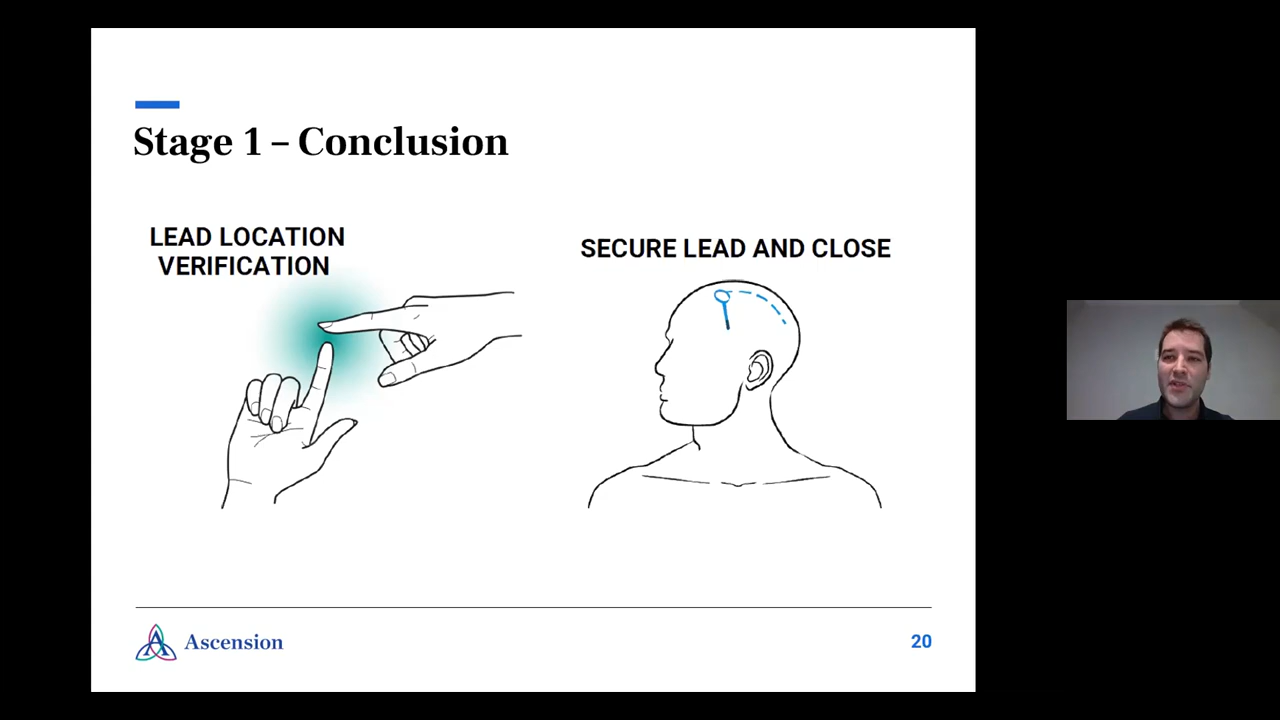 Stage 1 – Conclusion
LEAD LOCATION
VERIFICATION
SECURE LEAD AND CLOSE
Ascension
20